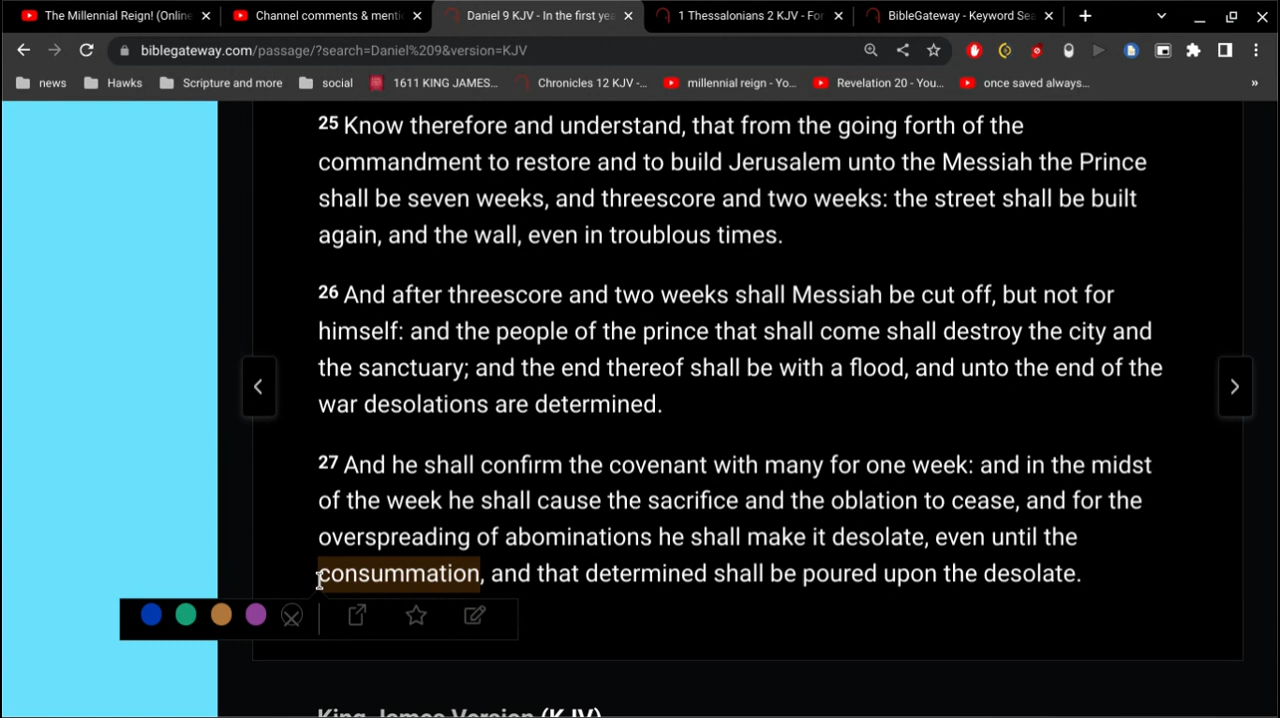 The Millennial Reign! (Online
Channel comments & menti
Daniel 9 KJV - In the first yea
1 Thessalonians 2 KJV - For
BibleGateway - Keyword Sea
biblegateway.com/passage/?search=Daniel%209&version=KJV
news
Hawks
Scripture and more
social
1611 KING JAMES...
Chronicles 12 KJV -...
millennial reign - Yo...
Revelation 20 - You...
once saved always...
»
25 Know therefore and understand, that from the going forth of the
commandment to restore and to build Jerusalem unto the Messiah the Prince
shall be seven weeks, and threescore and two weeks: the street shall be built
again, and the wall, even in troublous times.
26 And after threescore and two weeks shall Messiah be cut off, but not for
himself: and the people of the prince that shall come shall destroy the city and
the sanctuary; and the end thereof shall be with a flood, and unto the end of the
war desolations are determined.
27 And he shall confirm the covenant with many for one week: and in the midst
of the week he shall cause the sacrifice and the oblation to cease, and for the
overspreading of abominations he shall make it desolate, even until the
consummation, and that determined shall be poured upon the desolate.
King James Version (KJV)